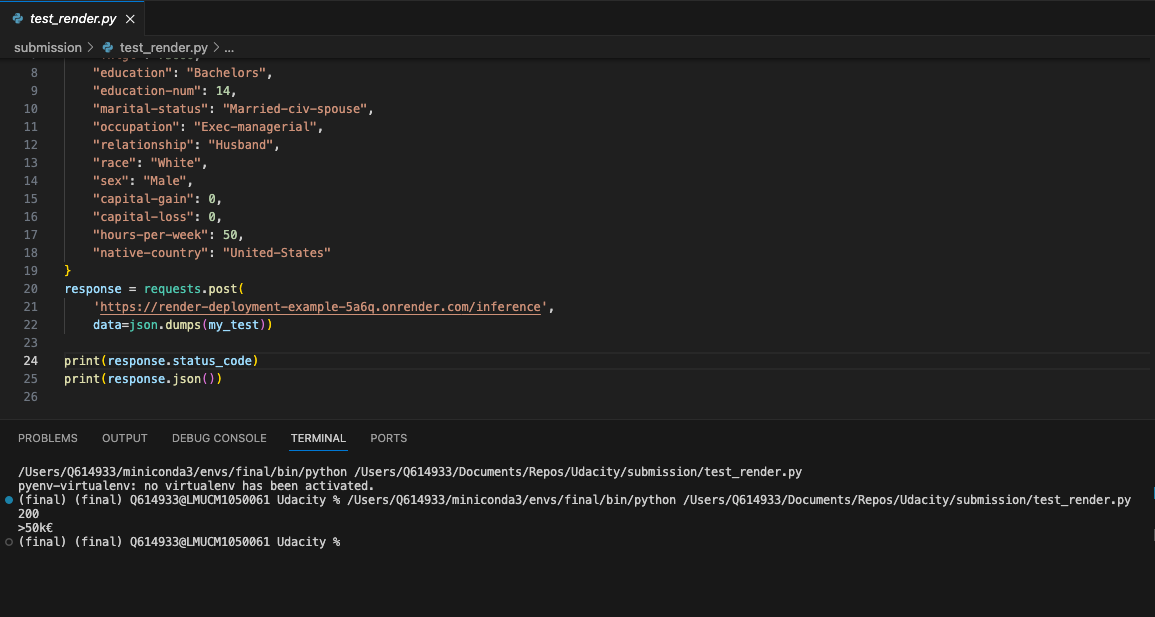 test_render.py
submission > test_render.py > ...
8 "education": "Bachelors",
9 "education-num": 14,
10 "marital-status": "Married-civ-spouse",
11 "occupation": "Exec-managerial",
12 "relationship": "Husband",
13 "race": "White",
14 "sex": "Male",
15 "capital-gain": 0,
16 "capital-loss": 0,
17 "hours-per-week": 50,
18 "native-country": "United-States"
19 }
20 response = requests.post(
21 'https://render-deployment-example-5a6q.onrender.com/inference',
22 data=json.dumps(my_test))
23
24 print(response.status_code)
25 print(response.json())
26
PROBLEMS OUTPUT DEBUG CONSOLE TERMINAL PORTS
/Users/Q614933/miniconda3/envs/final/bin/python /Users/Q614933/Documents/Repos/Udacity/submission/test_render.py
pyenv-virtualenv: no virtualenv has been activated.
(final) (final) Q614933@LMUCM1050061 Udacity % /Users/Q614933/miniconda3/envs/final/bin/python /Users/Q614933/Documents/Repos/Udacity/submission/test_render.py
200
>50k€
(final) (final) Q614933@LMUCM1050061 Udacity %